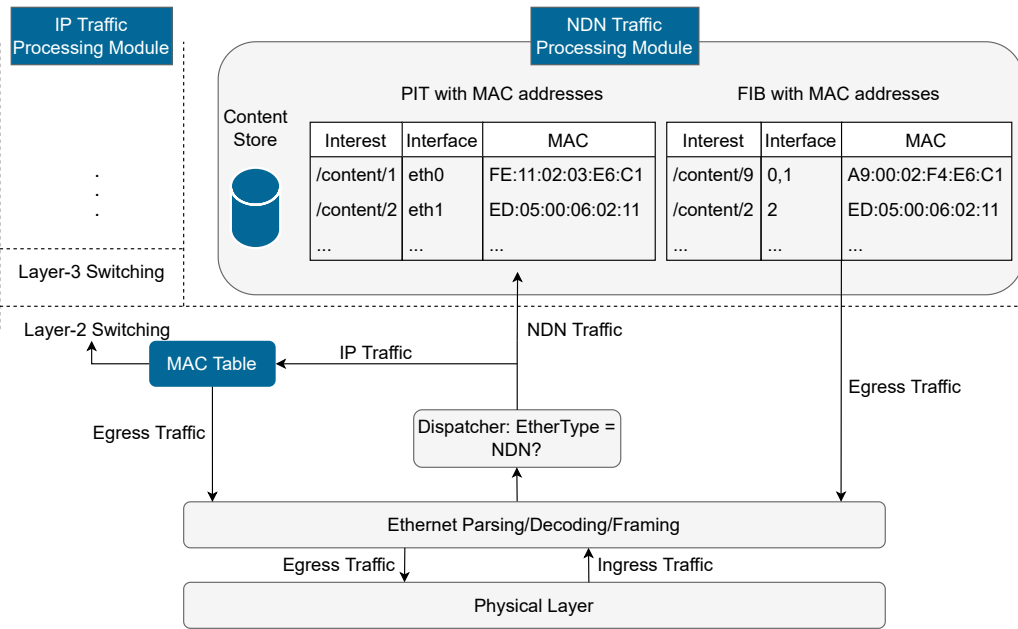 IP Traffic
Processing Module
NDN Traffic
Processing Module
PIT with MAC addresses
FIB with MAC addresses
Content
Store
Interest Interface MAC
/content/1 eth0 FE:11:02:03:E6:C1
/content/2 eth1 ED:05:00:06:02:11
... ... ...
Interest Interface MAC
/content/9 0,1 A9:00:02:F4:E6:C1
/content/2 2 ED:05:00:06:02:11
... ... ...
.
.
.
Layer-3 Switching
Layer-2 Switching
MAC Table
IP Traffic
NDN Traffic
Egress Traffic
Egress Traffic
Dispatcher: EtherType =
NDN?
Ethernet Parsing/Decoding/Framing
Egress Traffic
Ingress Traffic
Physical Layer